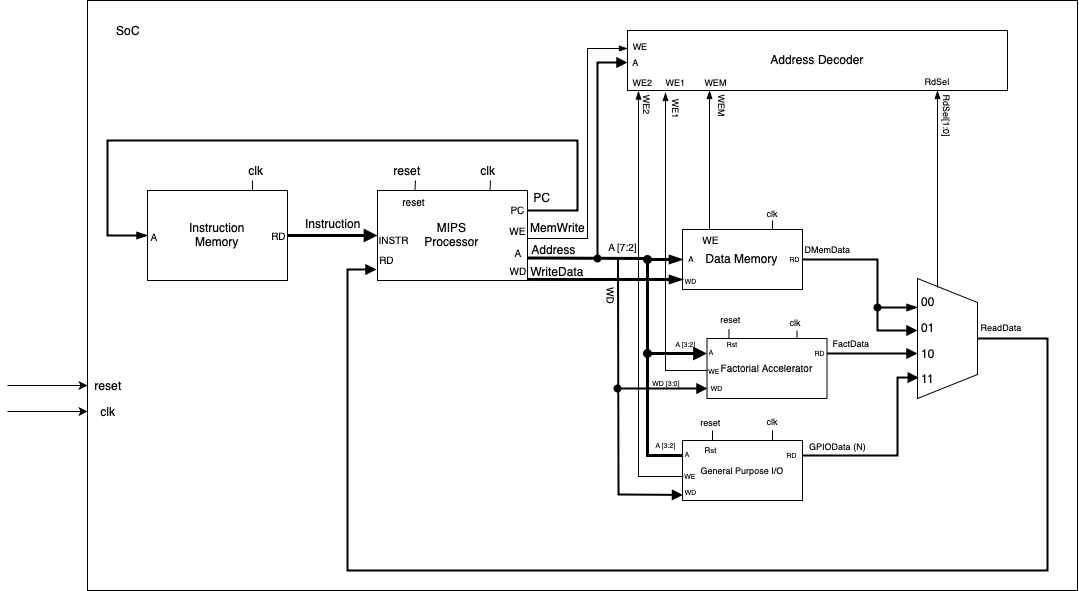 SoC
WE
A
Address Decoder
WE2
WE1
WEM
RdSel
WE2
WE1
WEM
RdSel[1:0]
clk
reset
clk
PC
reset
Instruction
Memory
A
RD
Instruction
INSTR
RD
MIPS
Processor
PC
WE
A
WD
MemWrite
Address
WriteData
A [7:2]
WD
clk
WE
A
Data Memory
RD
WD
DMemData
00
01
10
11
ReadData
reset
clk
Rst
A [3:2]
A
RD
FactData
WE
Factorial Accelerator
WD [3:0]
WD
reset
clk
reset
clk
A [3:2]
A
Rst
RD
GPIOData (N)
WE
General Purpose I/O
WD